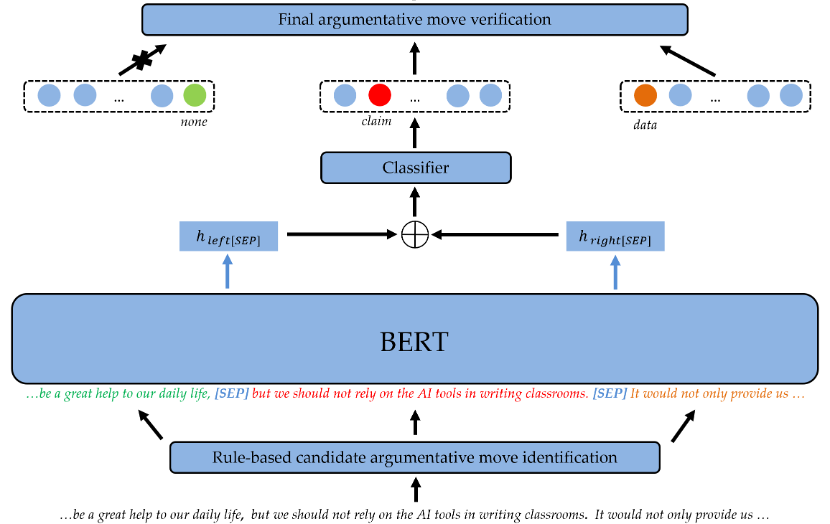 Final argumentative move verification
... ... ...
none
claim
data
Classifier
h left[SEP]
h right[SEP]
BERT
…be a great help to our daily life, [SEP] but we should not rely on the AI tools in writing classrooms. [SEP] It would not only provide us …
Rule-based candidate argumentative move identification
…be a great help to our daily life, but we should not rely on the AI tools in writing classrooms. It would not only provide us …